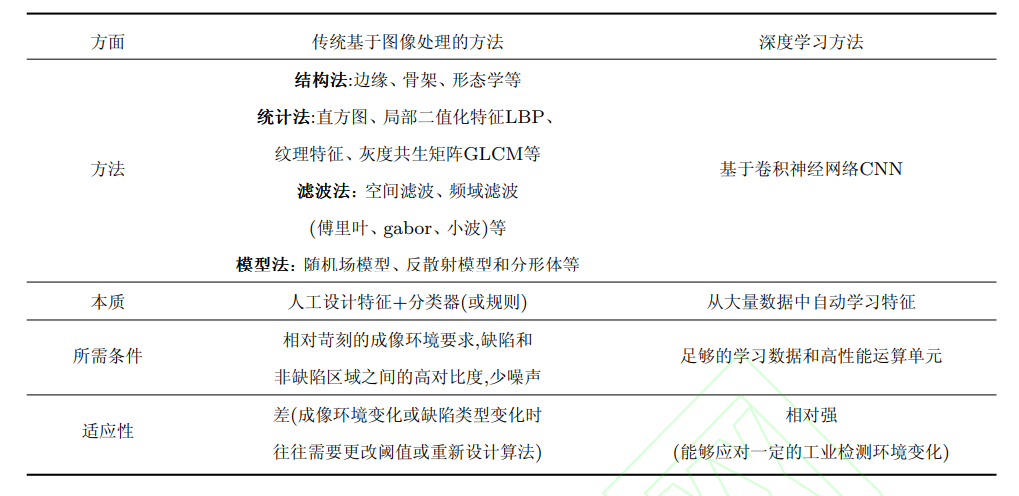 方面 传统基于图像处理的方法 深度学习方法
结构法:边缘、骨架、形态学等
统计法:直方图、局部二值化特征LBP、
纹理特征、灰度共生矩阵GLCM等
方法 基于卷积神经网络CNN
滤波法: 空间滤波、频域滤波
(傅里叶、gabor、小波)等
模型法: 随机场模型、反散射模型和分形体等
本质 人工设计特征+分类器(或规则) 从大量数据中自动学习特征
相对苛刻的成像环境要求,缺陷和
所需条件 足够的学习数据和高性能运算单元
非缺陷区域之间的高对比度,少噪声
差(成像环境变化或缺陷类型变化时 相对强
适应性
往往需要更改阈值或重新设计算法) (能够应对一定的工业检测环境变化)